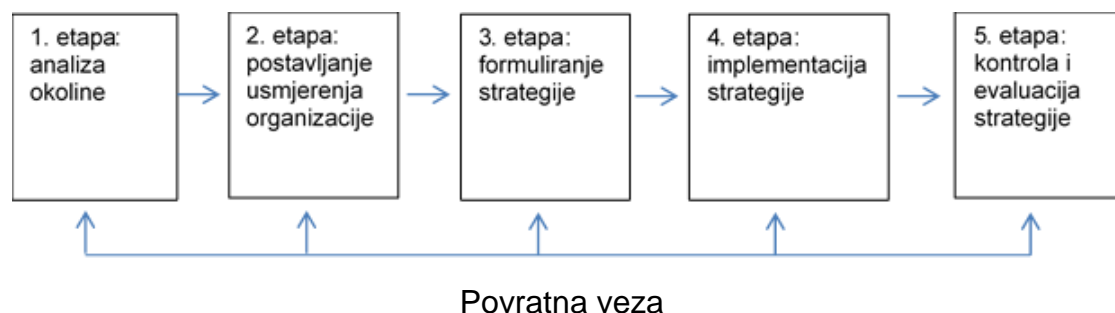 1. etapa:
analiza
okoline
2. etapa:
postavljanje
usmjerenja
organizacije
3. etapa:
formuliranje
strategije
4. etapa:
implementacija
strategije
5. etapa:
kontrola i
evaluacija
strategije
Povratna veza